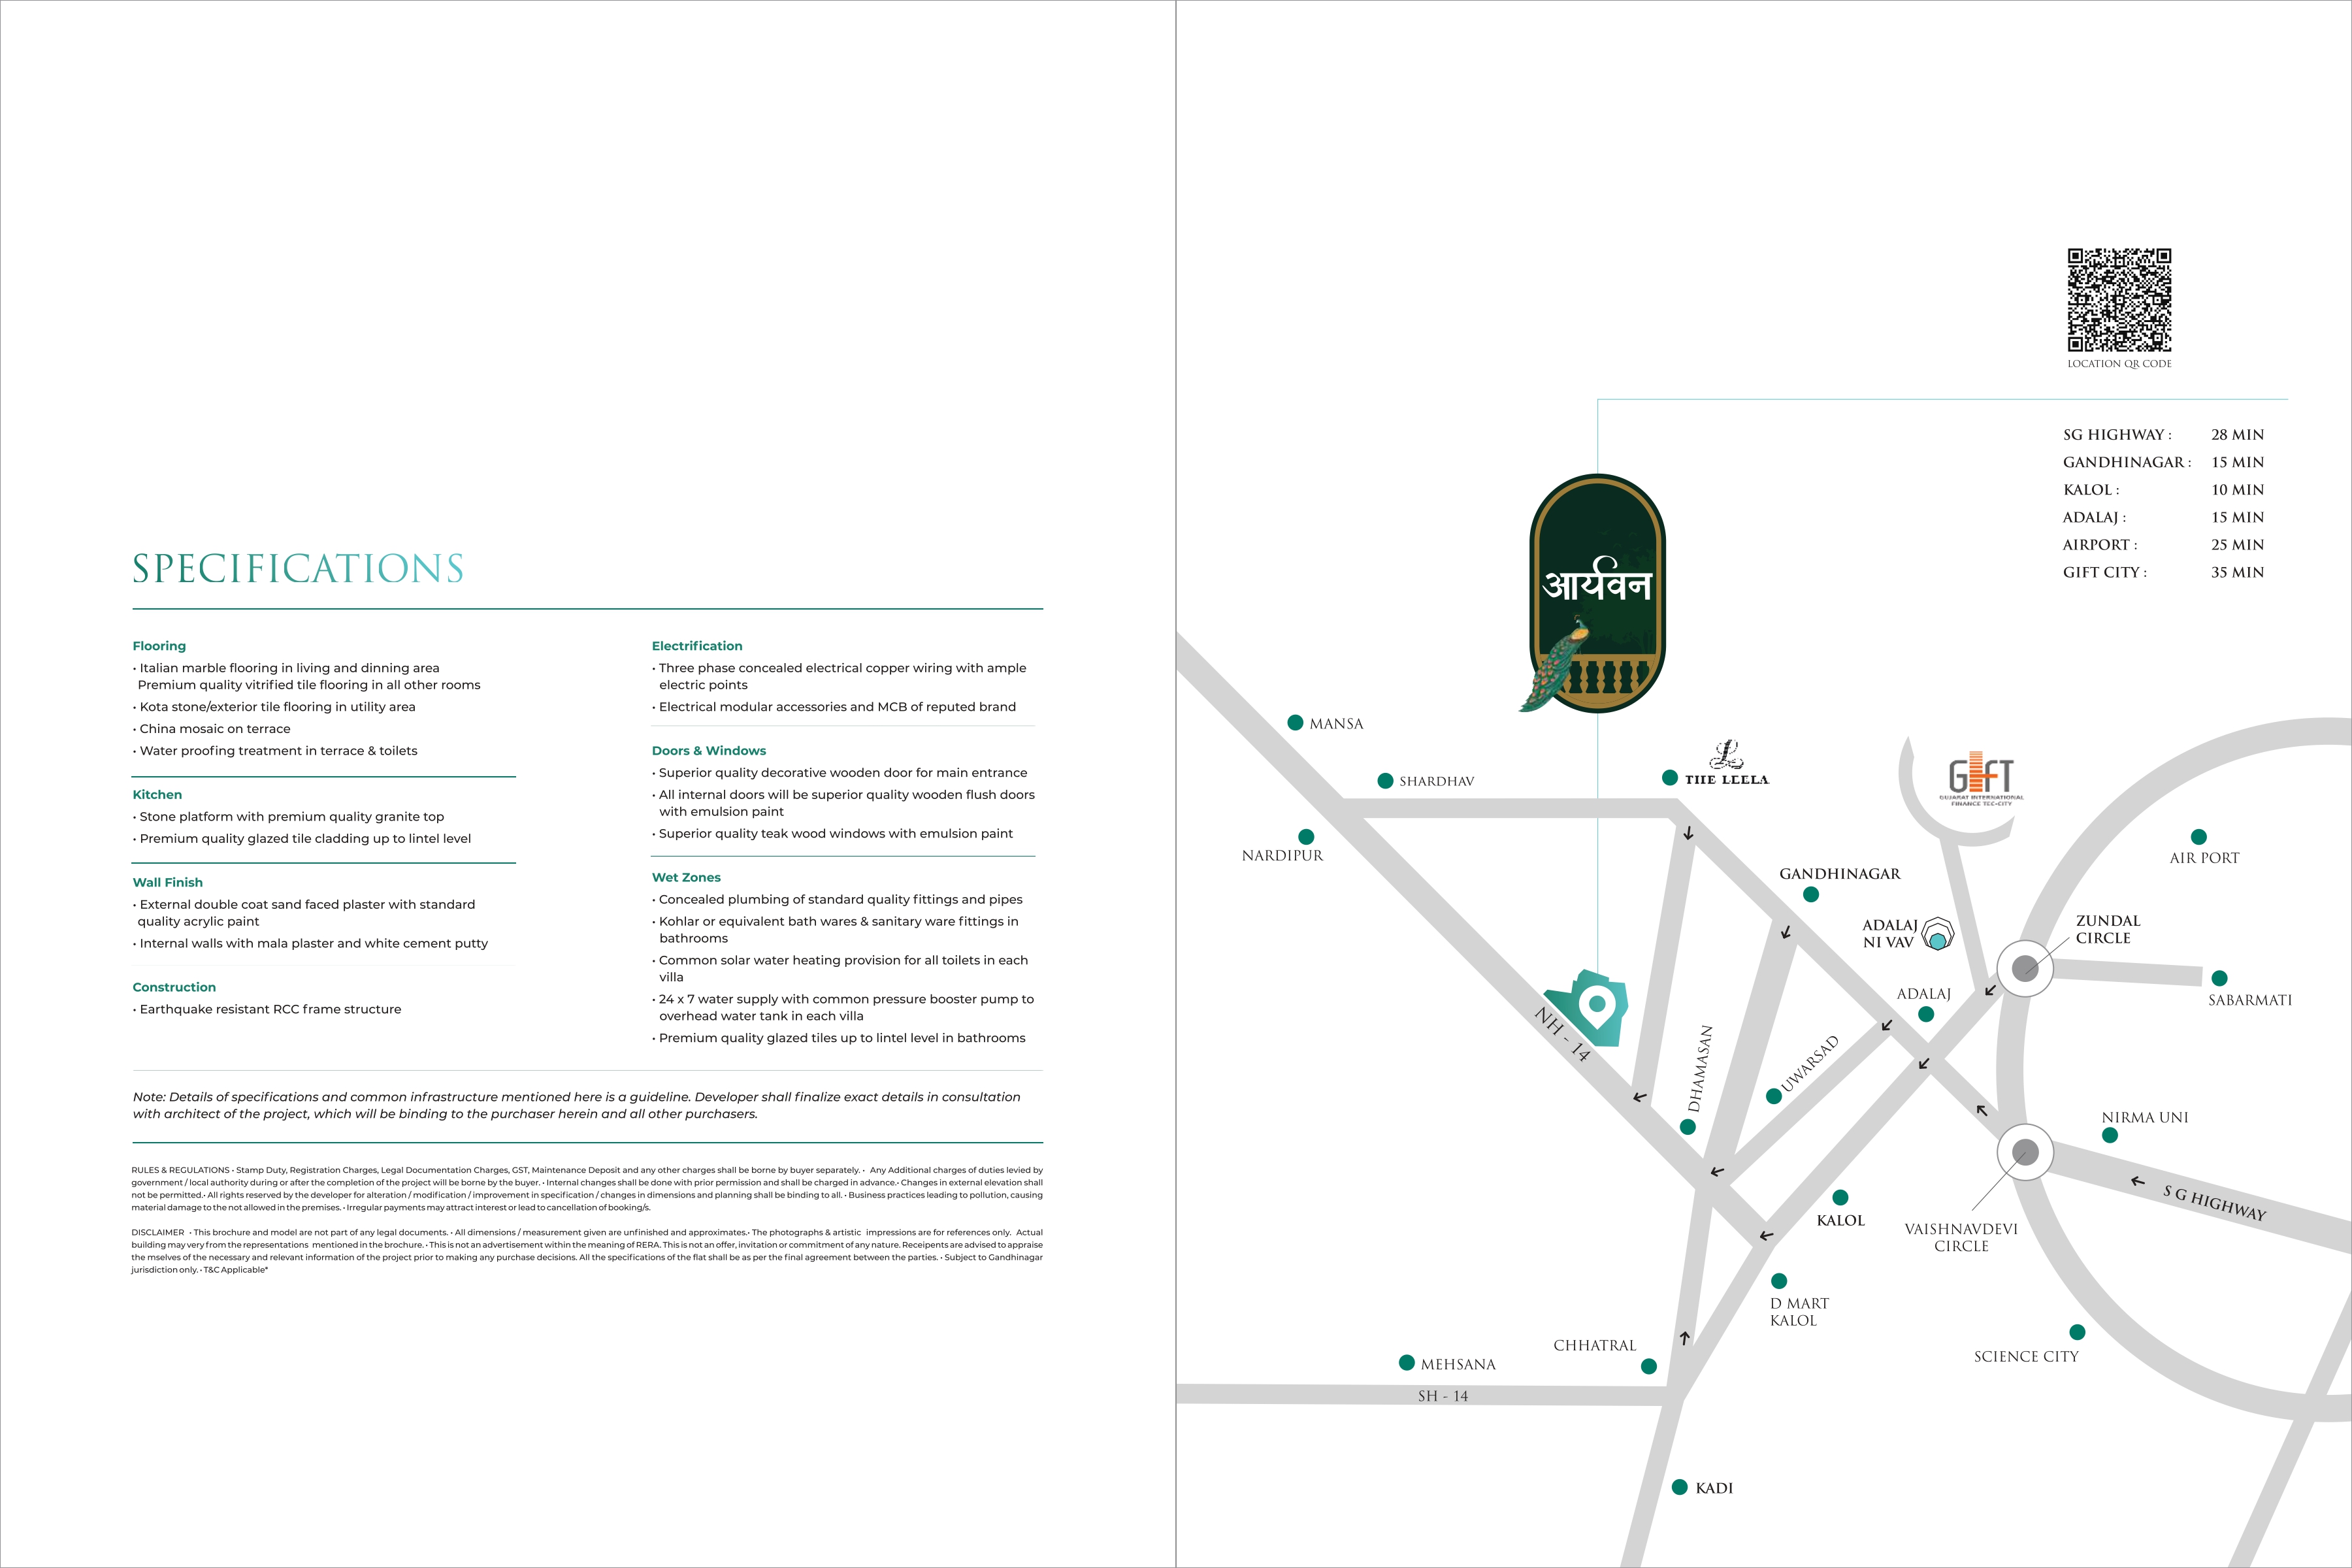 SPECIFICATIONS
Flooring
• Italian marble flooring in living and dinning area
Premium quality vitrified tile flooring in all other rooms
• Kota stone/exterior tile flooring in utility area
• China mosaic on terrace
• Water proofing treatment in terrace & toilets
Kitchen
• Stone platform with premium quality granite top
• Premium quality glazed tile cladding up to lintel level
Wall Finish
• External double coat sand faced plaster with standard
quality acrylic paint
• Internal walls with mala plaster and white cement putty
Construction
• Earthquake resistant RCC frame structure
Electrification
• Three phase concealed electrical copper wiring with ample
electric points
• Electrical modular accessories and MCB of reputed brand
Doors & Windows
• Superior quality decorative wooden door for main entrance
• All internal doors will be superior quality wooden flush doors
with emulsion paint
• Superior quality teak wood windows with emulsion paint
Wet Zones
• Concealed plumbing of standard quality fittings and pipes
• Kohlar or equivalent bath wares & sanitary ware fittings in
bathrooms
• Common solar water heating provision for all toilets in each
villa
• 24 x 7 water supply with common pressure booster pump to
overhead water tank in each villa
• Premium quality glazed tiles up to lintel level in bathrooms
Note: Details of specifications and common infrastructure mentioned here is a guideline. Developer shall finalize exact details in consultation
with architect of the project, which will be binding to the purchaser herein and all other purchasers.
RULES & REGULATIONS • Stamp Duty, Registration Charges, Legal Documentation Charges, GST, Maintenance Deposit and any other charges shall be borne by buyer separately. • Any Additional charges of duties levied by
government / local authority during or after the completion of the project will be borne by the buyer. • Internal changes shall be done with prior permission and shall be charged in advance.• Changes in external elevation shall
not be permitted.• All rights reserved by the developer for alteration / modification / improvement in specification / changes in dimensions and planning shall be binding to all. • Business practices leading to pollution, causing
material damage to the not allowed in the premises. • Irregular payments may attract interest or lead to cancellation of booking/s.
DISCLAIMER • This brochure and model are not part of any legal documents. • All dimensions / measurement given are unfinished and approximates.• The photographs & artistic impressions are for references only. Actual
building may very from the representations mentioned in the brochure. • This is not an advertisement within the meaning of RERA. This is not an offer, invitation or commitment of any nature. Receipents are advised to appraise
the mselves of the necessary and relevant information of the project prior to making any purchase decisions. All the specifications of the flat shall be as per the final agreement between the parties. • Subject to Gandhinagar
jurisdiction only. • T&C Applicable*
LOCATION QR CODE
SG HIGHWAY : 28 MIN
GANDHINAGAR : 15 MIN
KALOL : 10 MIN
ADALAJ : 15 MIN
AIRPORT : 25 MIN
GIFT CITY : 35 MIN
आर्यवन
MANSA
SHARDHAV
L
THE LEELA
GIFT
GUJARAT INTERNATIONAL
FINANCE TEC-CITY
NARDIPUR
AIR PORT
GANDHINAGAR
ADALAJ
NI VAV
ZUNDAL
CIRCLE
ADALAJ
SABARMATI
NH - 14
DHAMASAN
UWARSAD
NIRMA UNI
S G HIGHWAY
KALOL
VAISHNAVDEVI
CIRCLE
D MART
KALOL
CHHATRAL
SCIENCE CITY
MEHSANA
SH - 14
KADI